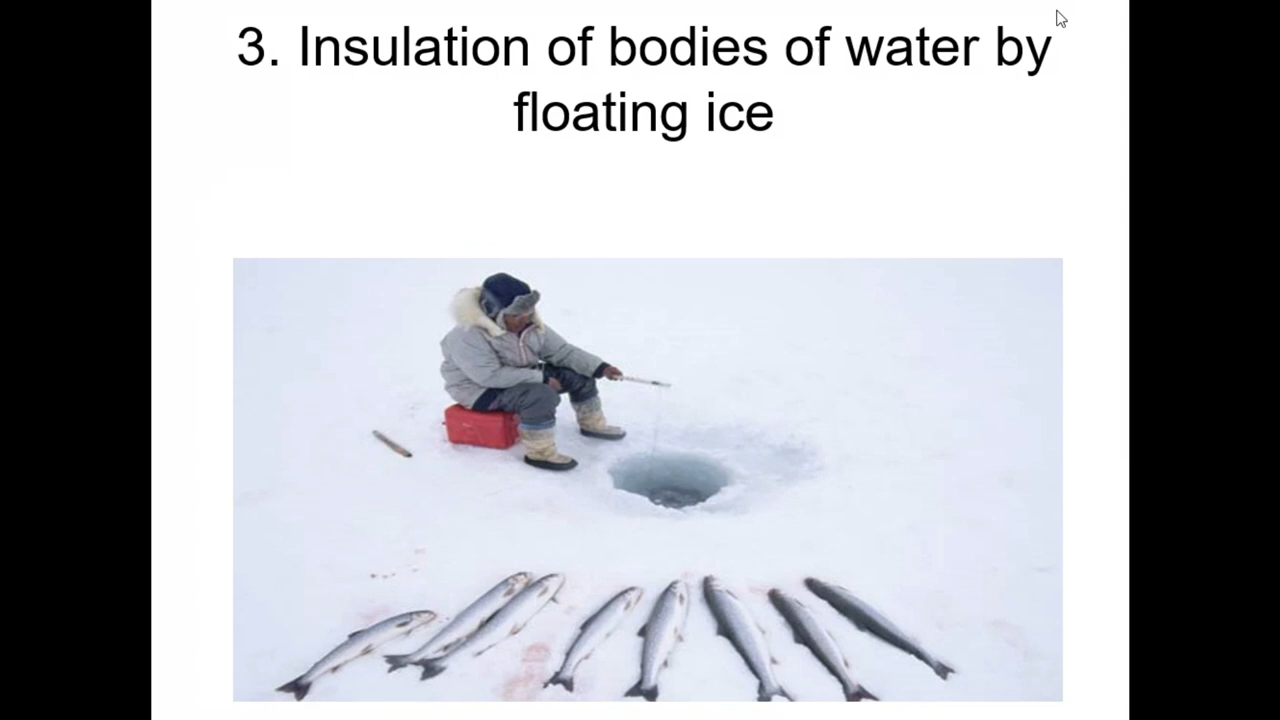 3. Insulation of bodies of water by
floating ice